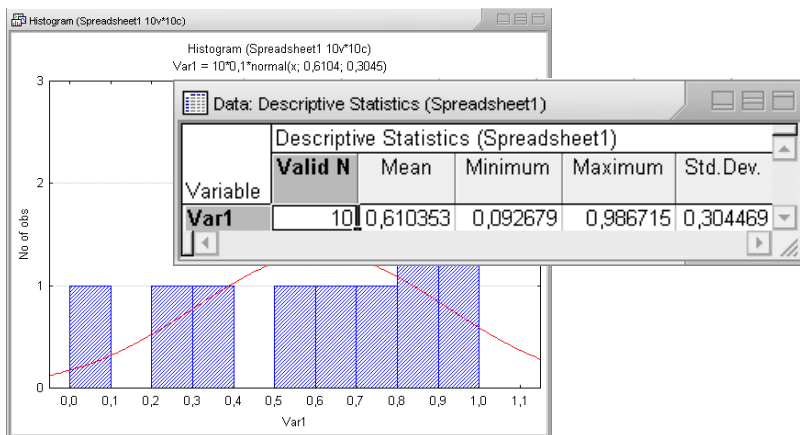 Histogram (Spreadsheet1 10v*10c)
Histogram (Spreadsheet1 10v*10c)
Var1 = 10*0,1*normal(x; 0,6104; 0,3045)
3
2
1
0
No of obs
0,0 0,1 0,2 0,3 0,4 0,5 0,6 0,7 0,8 0,9 1,0 1,1
Var1
Data: Descriptive Statistics (Spreadsheet1)
Descriptive Statistics (Spreadsheet1)
Variable Valid N Mean Minimum Maximum Std.Dev.
Var1 10 0,610353 0,092679 0,986715 0,304469